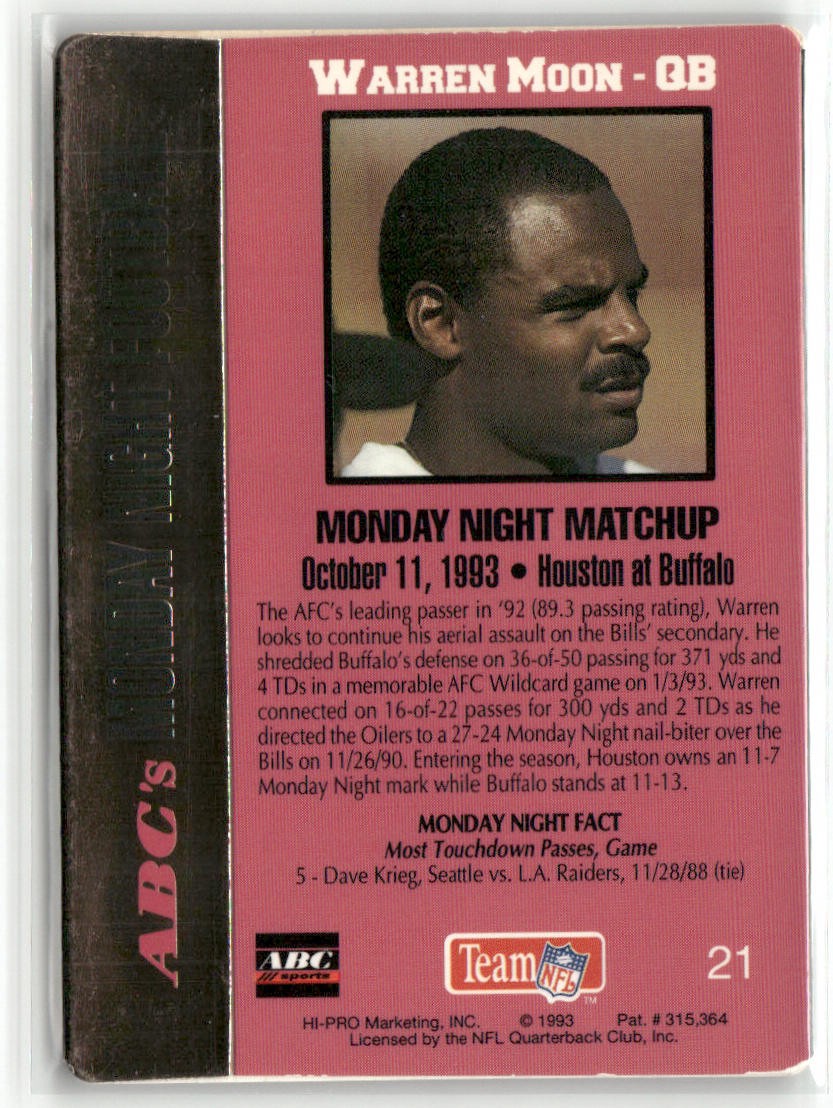 WARREN MOON - QB
ABC's MONDAY NIGHT FOOTBALL
MONDAY NIGHT MATCHUP
October 11, 1993 • Houston at Buffalo
The AFC's leading passer in '92 (89.3 passing rating), Warren
looks to continue his aerial assault on the Bills' secondary. He
shredded Buffalo's defense on 36-of-50 passing for 371 yds and
4 TDs in a memorable AFC Wildcard game on 1/3/93. Warren
connected on 16-of-22 passes for 300 yds and 2 TDs as he
directed the Oilers to a 27-24 Monday Night nail-biter over the
Bills on 11/26/90. Entering the season, Houston owns an 11-7
Monday Night mark while Buffalo stands at 11-13.
MONDAY NIGHT FACT
Most Touchdown Passes, Game
5 - Dave Krieg, Seattle vs. L.A. Raiders, 11/28/88 (tie)
ABC
sports
Team NFL TM
21
HI-PRO Marketing, INC. © 1993 Pat. # 315,364
Licensed by the NFL Quarterback Club, Inc.